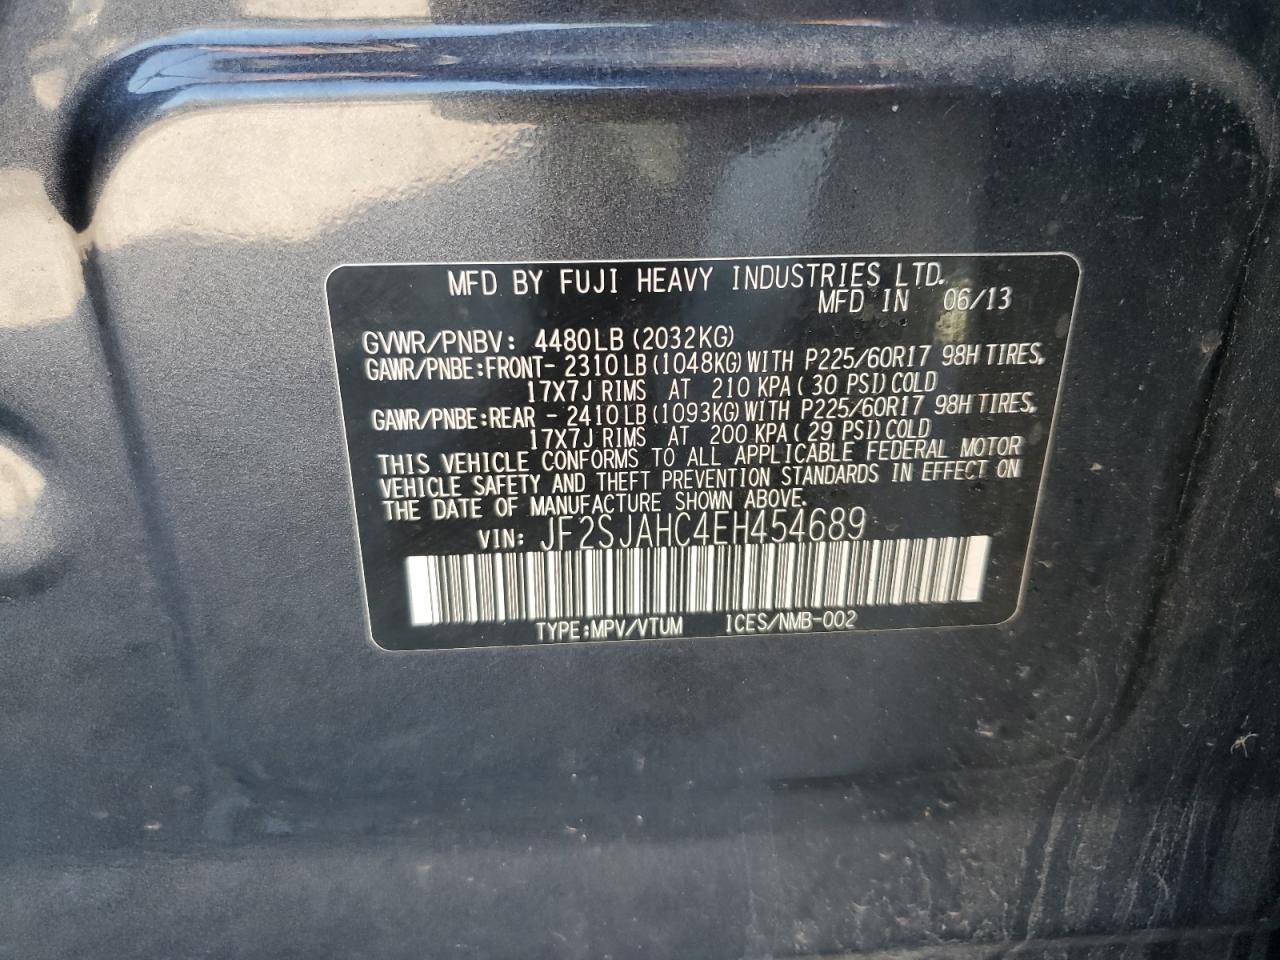 MFD BY FUJI HEAVY INDUSTRIES LTD.
MFD IN 06/13
GVWR/PNBV: 4480LB (2032KG)
GAWR/PNBE:FRONT- 2310LB (1048KG) WITH P225/60R17 98H TIRES,
17X7J RIMS AT 210 KPA (30 PSI) COLD
GAWR/PNBE:REAR - 2410LB (1093KG) WITH P225/60R17 98H TIRES,
17X7J RIMS AT 200 KPA (29 PSI) COLD
THIS VEHICLE CONFORMS TO ALL APPLICABLE FEDERAL MOTOR
VEHICLE SAFETY AND THEFT PREVENTION STANDARDS IN EFFECT ON
THE DATE OF MANUFACTURE SHOWN ABOVE.
VIN: JF2SJAHC4EH454689
TYPE:MPV/VTUM ICES/NMB-002